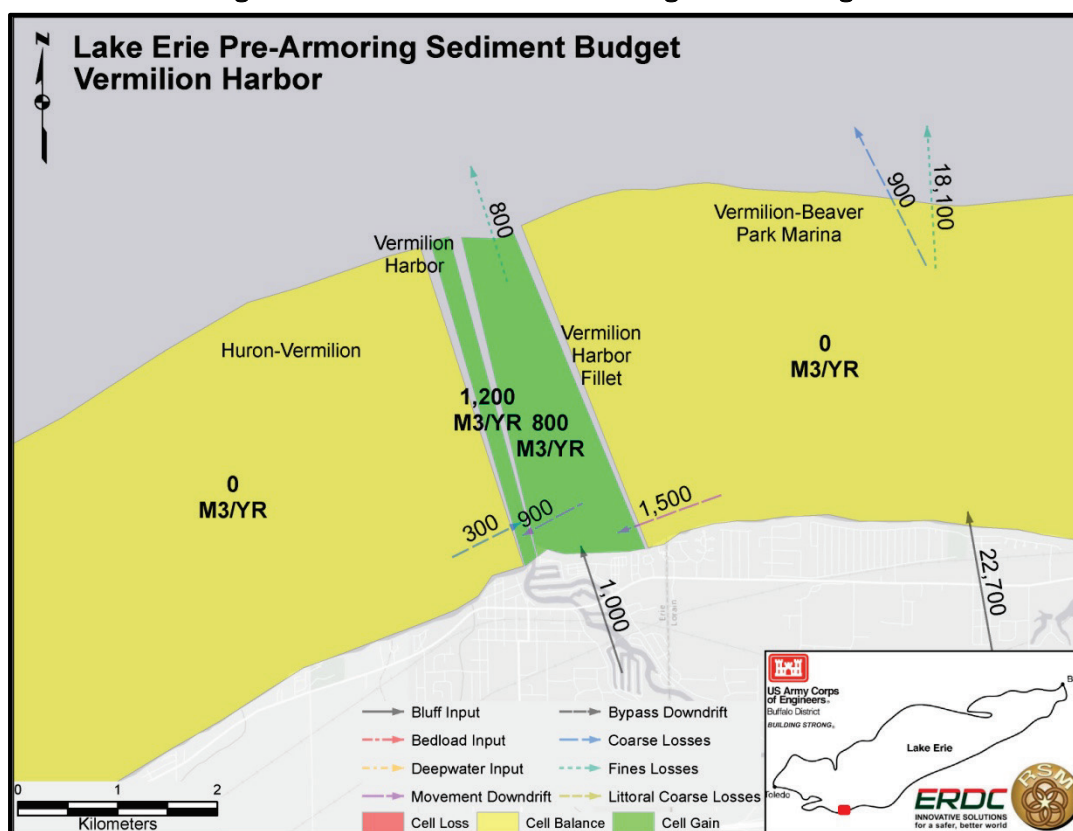 N
Lake Erie Pre-Armoring Sediment Budget
Vermilion Harbor
900
18,100
800
Vermilion-Beaver
Park Marina
Vermilion
Harbor
Huron-Vermilion
Vermilion
Harbor
Fillet
0
M3/YR
1,200
M3/YR
800
M3/YR
0
M3/YR
300
900
1,500
1,000
22,700
Erie
Lorain
Bluff Input
Bedload Input
Deepwater Input
Movement Downdrift
Bypass Downdrift
Coarse Losses
Fines Losses
Littoral Coarse Losses
Cell Loss
Cell Balance
Cell Gain
0
1
2
Kilometers
US Army Corps
of Engineers®
Buffalo District
BUILDING STRONG®
B
Lake Erie
Toledo
ERDC
INNOVATIVE SOLUTIONS
for a safer, better world
RSM